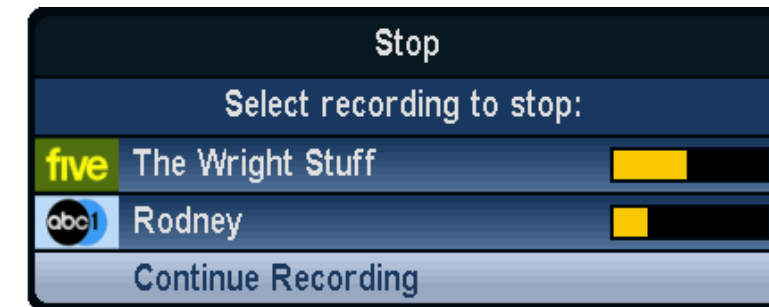 Stop
Select recording to stop:
five The Wright Stuff
abc1 Rodney
Continue Recording